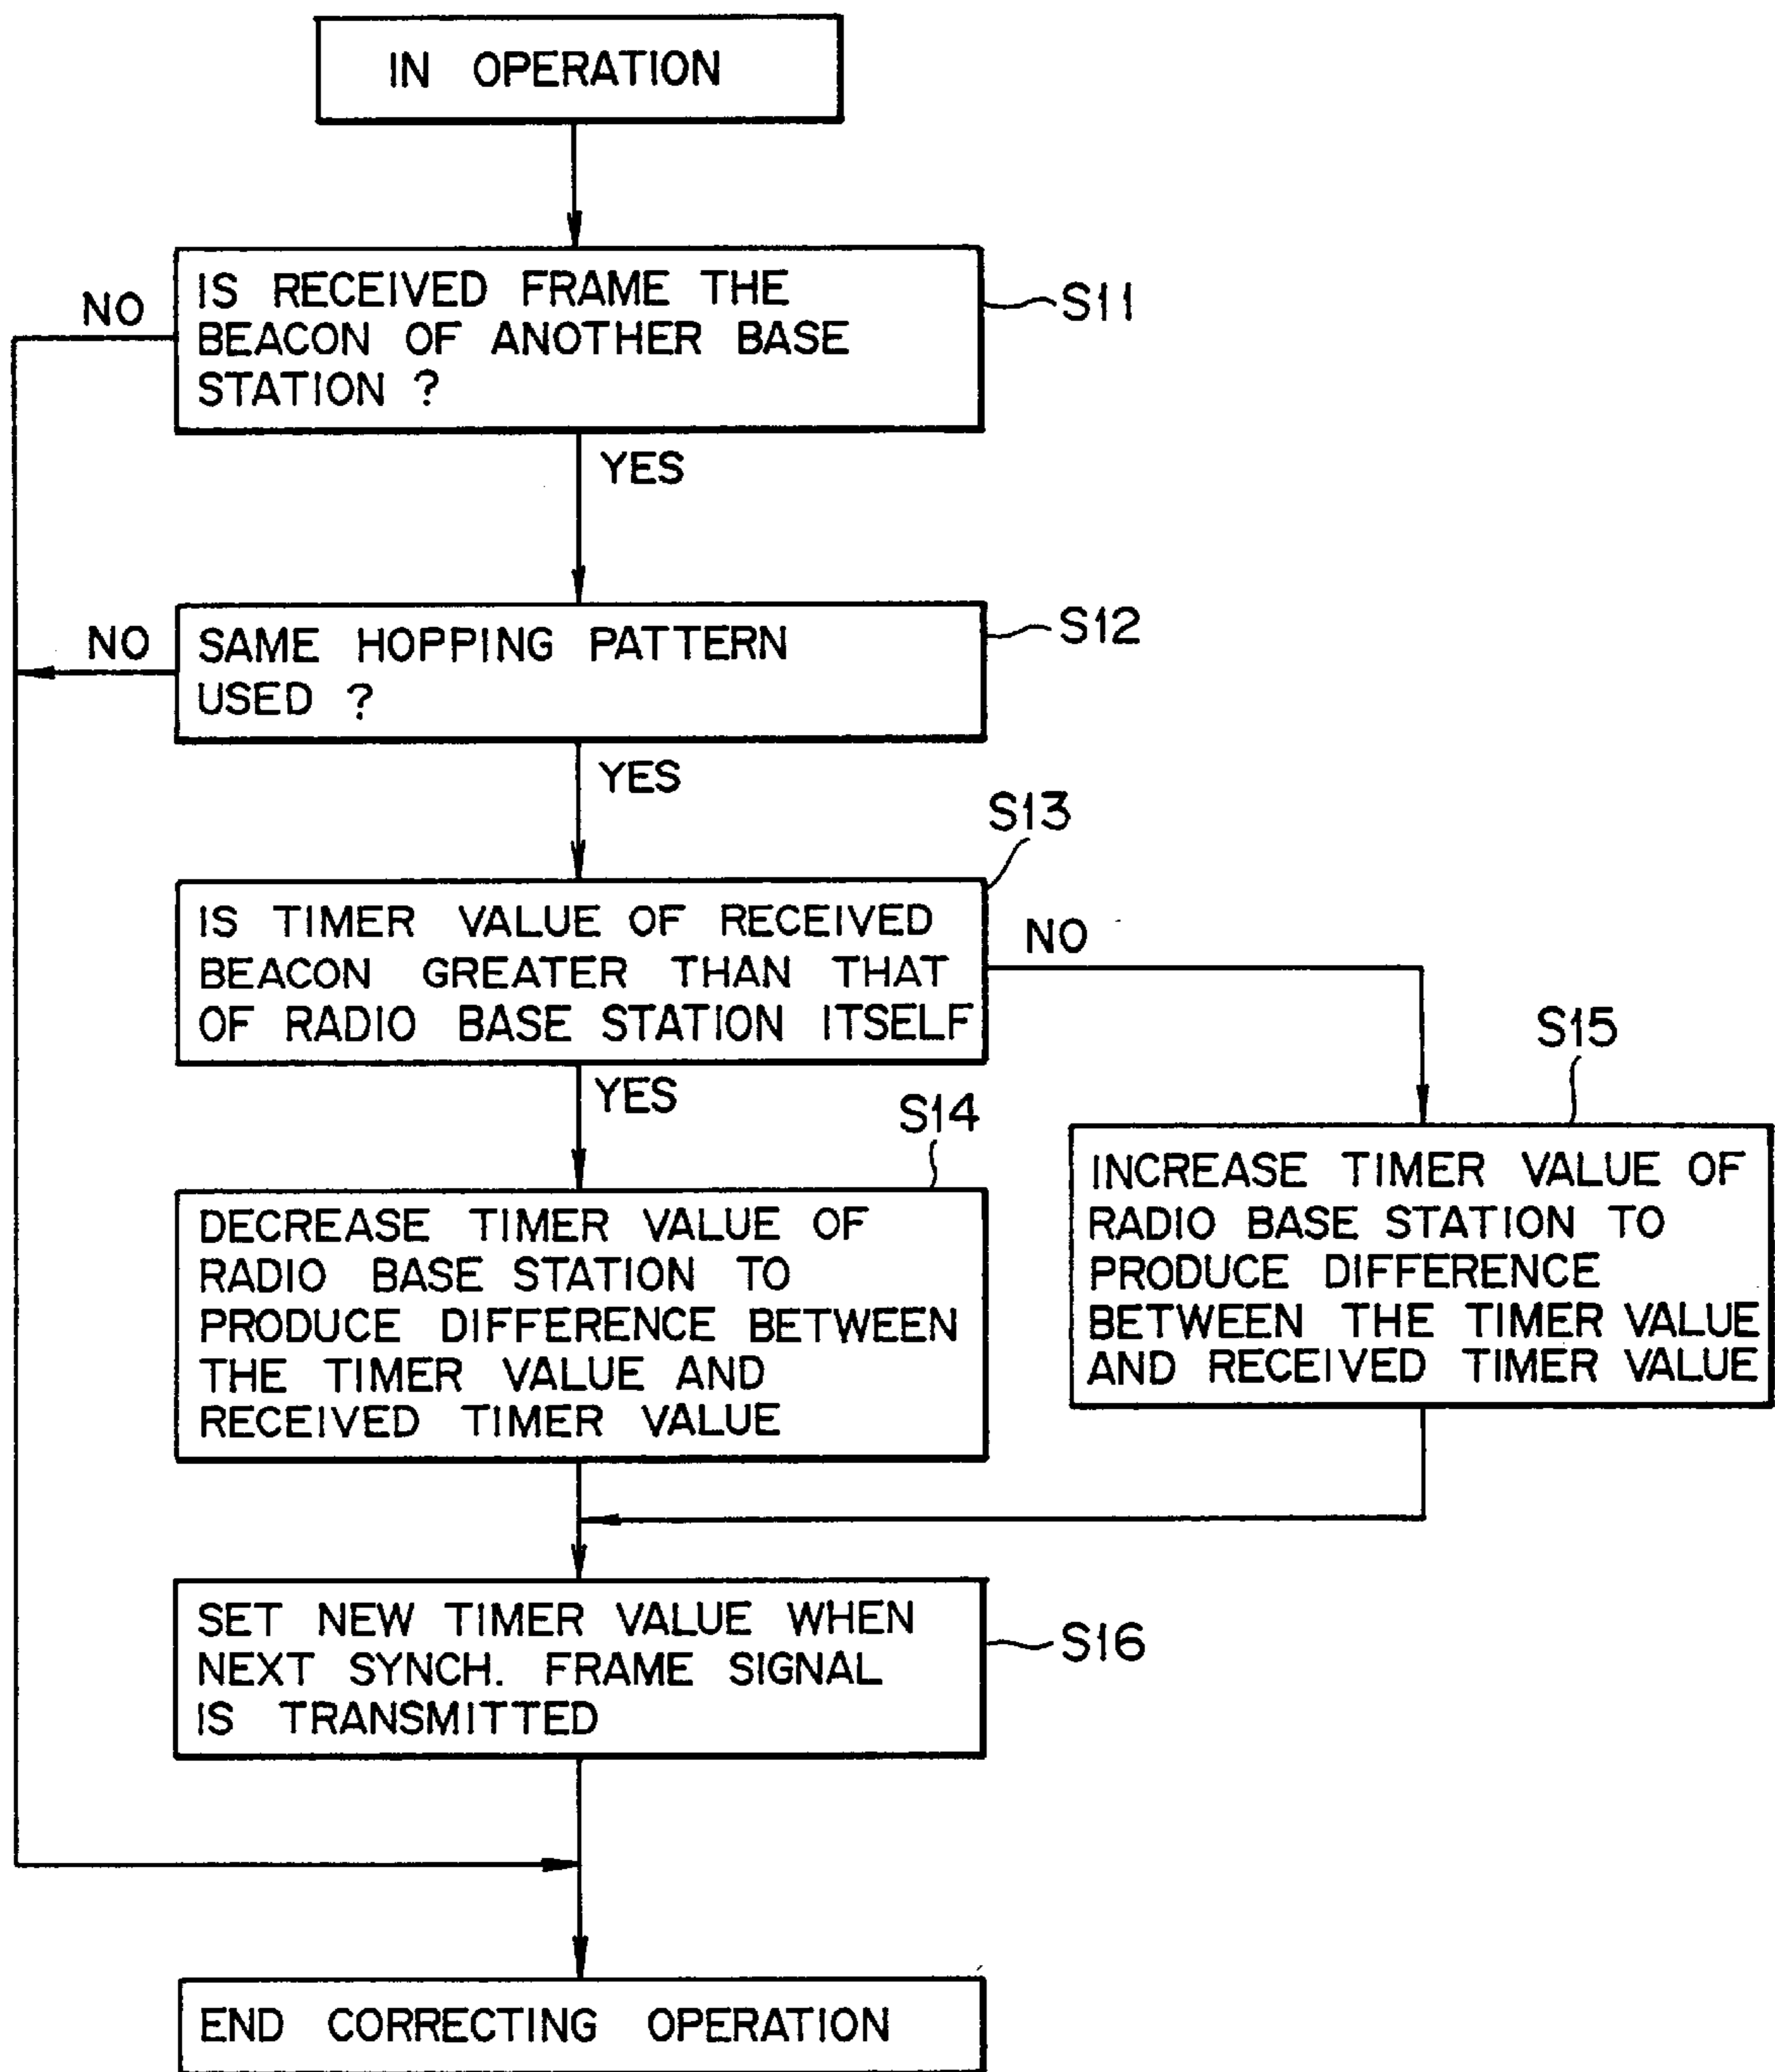 IN OPERATION
IS RECEIVED FRAME THE
BEACON OF ANOTHER BASE
STATION ?
S11
NO
YES
SAME HOPPING PATTERN
USED ?
S12
NO
YES
S13
IS TIMER VALUE OF RECEIVED
BEACON GREATER THAN THAT
OF RADIO BASE STATION ITSELF
NO
YES
S14
DECREASE TIMER VALUE OF
RADIO BASE STATION TO
PRODUCE DIFFERENCE BETWEEN
THE TIMER VALUE AND
RECEIVED TIMER VALUE
S15
INCREASE TIMER VALUE OF
RADIO BASE STATION TO
PRODUCE DIFFERENCE
BETWEEN THE TIMER VALUE
AND RECEIVED TIMER VALUE
SET NEW TIMER VALUE WHEN
NEXT SYNCH. FRAME SIGNAL
IS TRANSMITTED
S16
END CORRECTING OPERATION